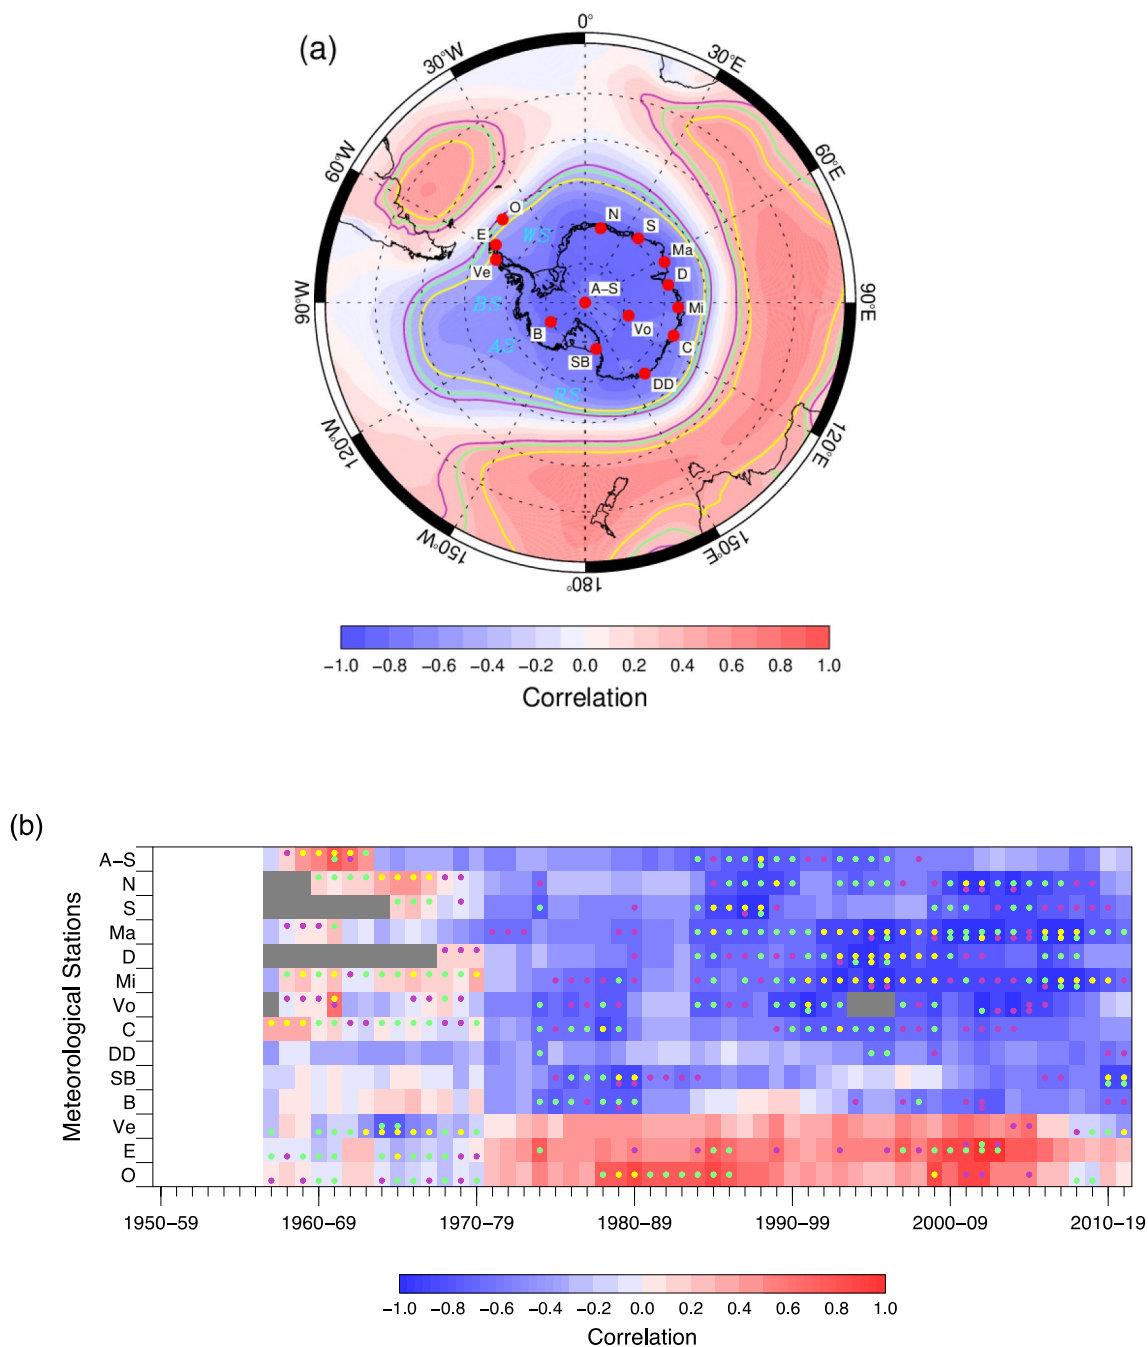 (a)
0°
30°W
30°E
60°W
60°E
90°W
90°E
120°W
120°E
150°W
150°E
180°
O
N
S
E
WS
Ma
Ve
D
A–S
BS
Mi
Vo
B
AS
C
SB
DD
RS
−1.0 −0.8 −0.6 −0.4 −0.2 0.0 0.2 0.4 0.6 0.8 1.0
Correlation
(b)
Meteorological Stations
A–S
N
S
Ma
D
Mi
Vo
C
DD
SB
B
Ve
E
O
1950−59 1960−69 1970−79 1980−89 1990−99 2000−09 2010−19
−1.0 −0.8 −0.6 −0.4 −0.2 0.0 0.2 0.4 0.6 0.8 1.0
Correlation